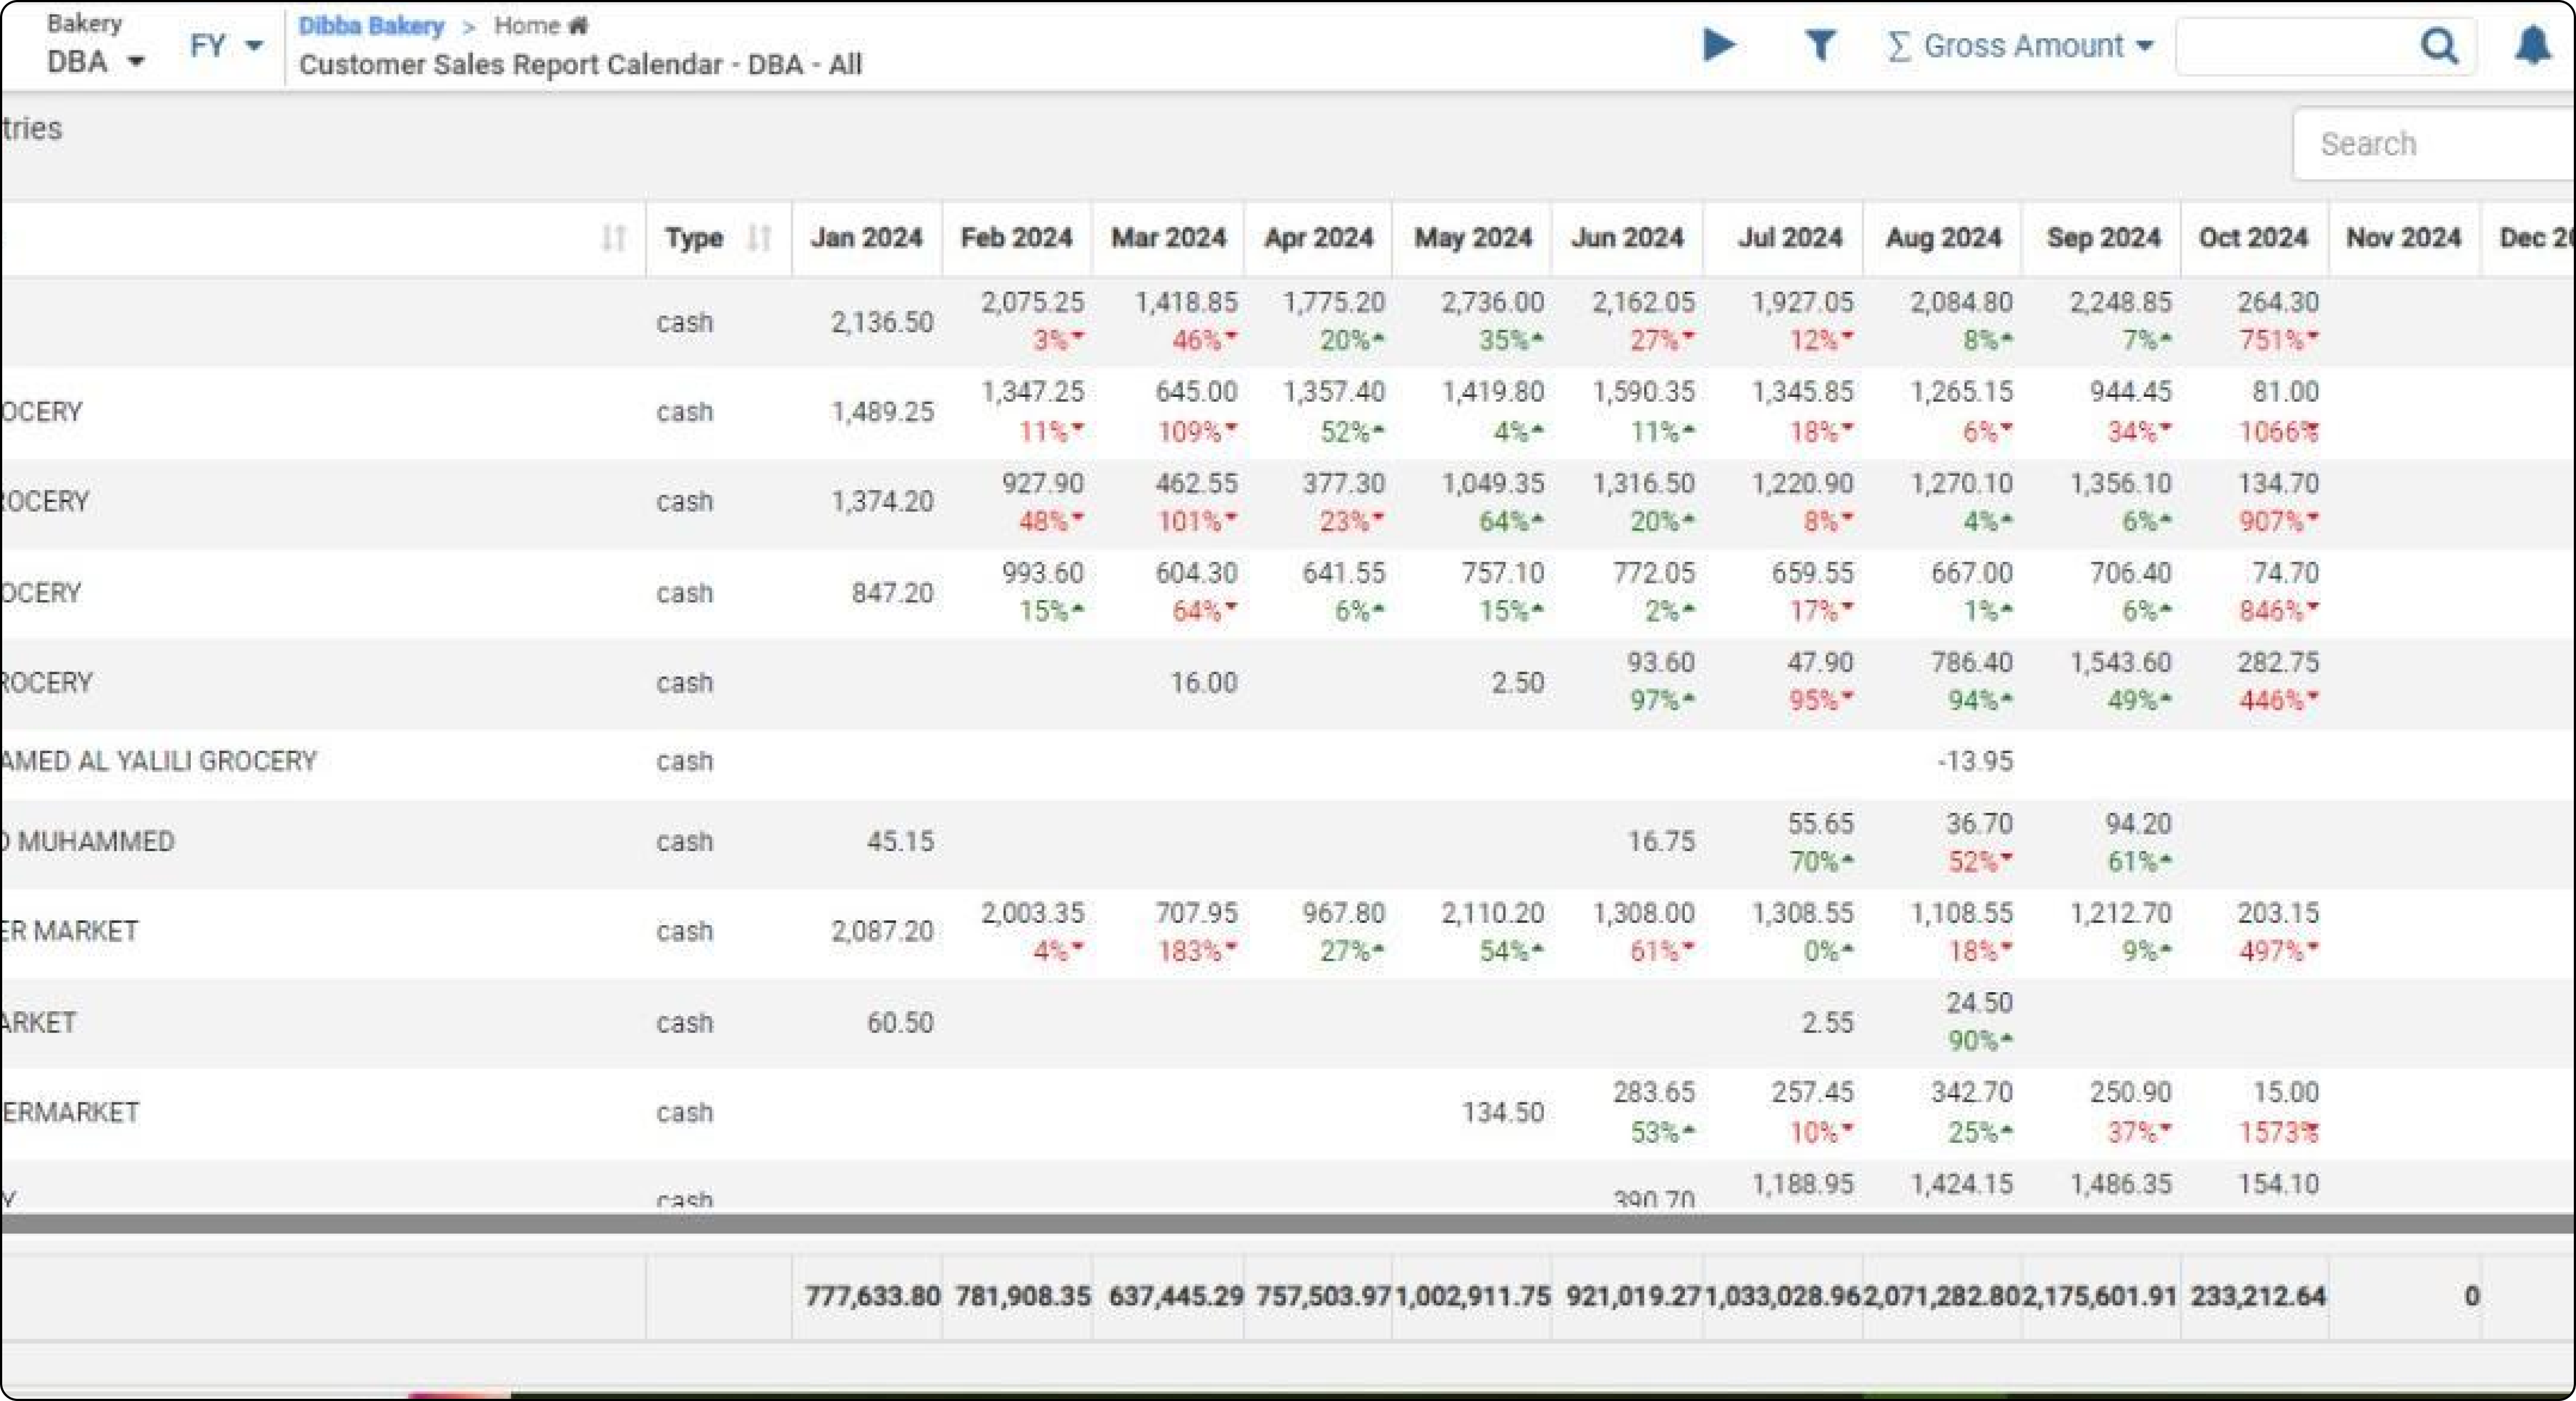 Bakery
DBA
FY
Dibba Bakery > Home
Customer Sales Report Calendar - DBA - All
∑ Gross Amount
tries
Search
Type Jan 2024 Feb 2024 Mar 2024 Apr 2024 May 2024 Jun 2024 Jul 2024 Aug 2024 Sep 2024 Oct 2024 Nov 2024 Dec 20
cash 2,136.50 2,075.25 1,418.85 1,775.20 2,736.00 2,162.05 1,927.05 2,084.80 2,248.85 264.30
3% 46% 20% 35% 27% 12% 8% 7% 751%
OCERY cash 1,489.25 1,347.25 645.00 1,357.40 1,419.80 1,590.35 1,345.85 1,265.15 944.45 81.00
11% 109% 52% 4% 11% 18% 6% 34% 1066%
ROCERY cash 1,374.20 927.90 462.55 377.30 1,049.35 1,316.50 1,220.90 1,270.10 1,356.10 134.70
48% 101% 23% 64% 20% 8% 4% 6% 907%
OCERY cash 847.20 993.60 604.30 641.55 757.10 772.05 659.55 667.00 706.40 74.70
15% 64% 6% 15% 2% 17% 1% 6% 846%
ROCERY cash 16.00 2.50 93.60 47.90 786.40 1,543.60 282.75
97% 95% 94% 49% 446%
AMED AL YALILI GROCERY cash -13.95
D MUHAMMED cash 45.15 16.75 55.65 36.70 94.20
70% 52% 61%
ER MARKET cash 2,087.20 2,003.35 707.95 967.80 2,110.20 1,308.00 1,308.55 1,108.55 1,212.70 203.15
4% 183% 27% 54% 61% 0% 18% 9% 497%
ARKET cash 60.50 2.55 24.50
90%
ERMARKET cash 134.50 283.65 257.45 342.70 250.90 15.00
53% 10% 25% 37% 1573%
Y cash 390.70 1,188.95 1,424.15 1,486.35 154.10
777,633.80 781,908.35 637,445.29 757,503.97 1,002,911.75 921,019.27 1,033,028.96 2,071,282.80 2,175,601.91 233,212.64 0